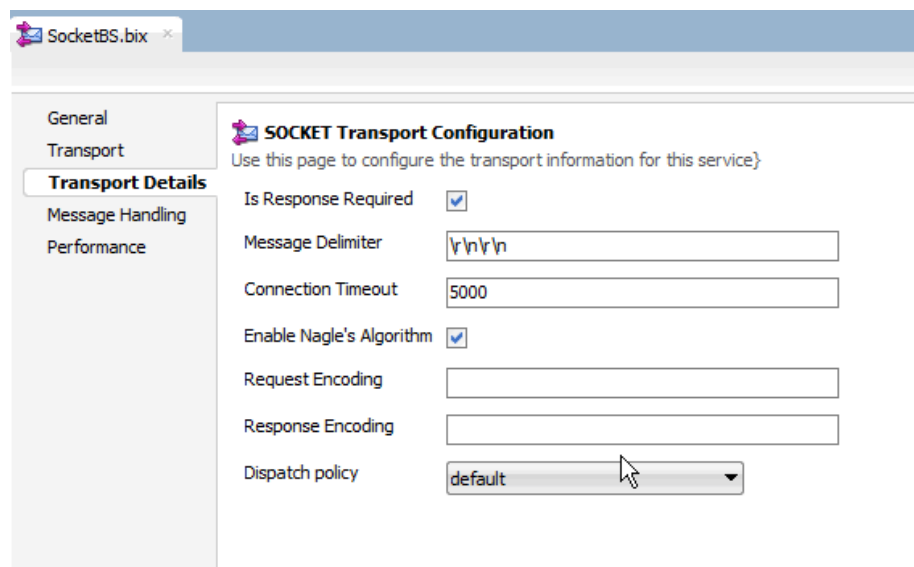 SocketBS.bix
General
Transport
Transport Details
Message Handling
Performance
SOCKET Transport Configuration
Use this page to configure the transport information for this service}
Is Response Required
Message Delimiter \r\n\r\n
Connection Timeout 5000
Enable Nagle's Algorithm
Request Encoding
Response Encoding
Dispatch policy default